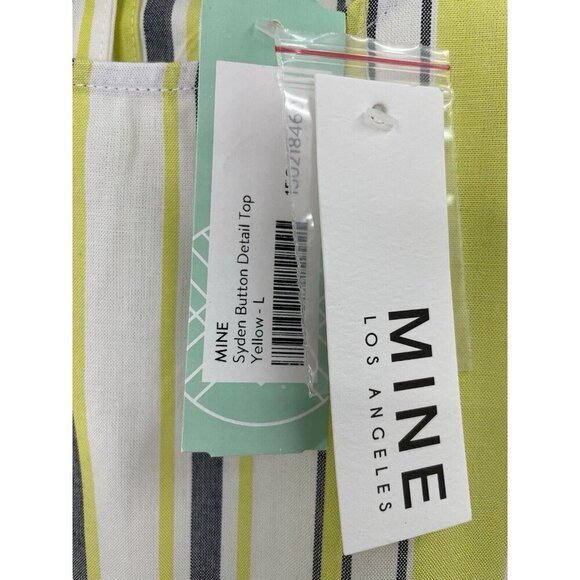 MINE
Syden Button Detail Top
Yellow - L
MINE
LOS ANGELES